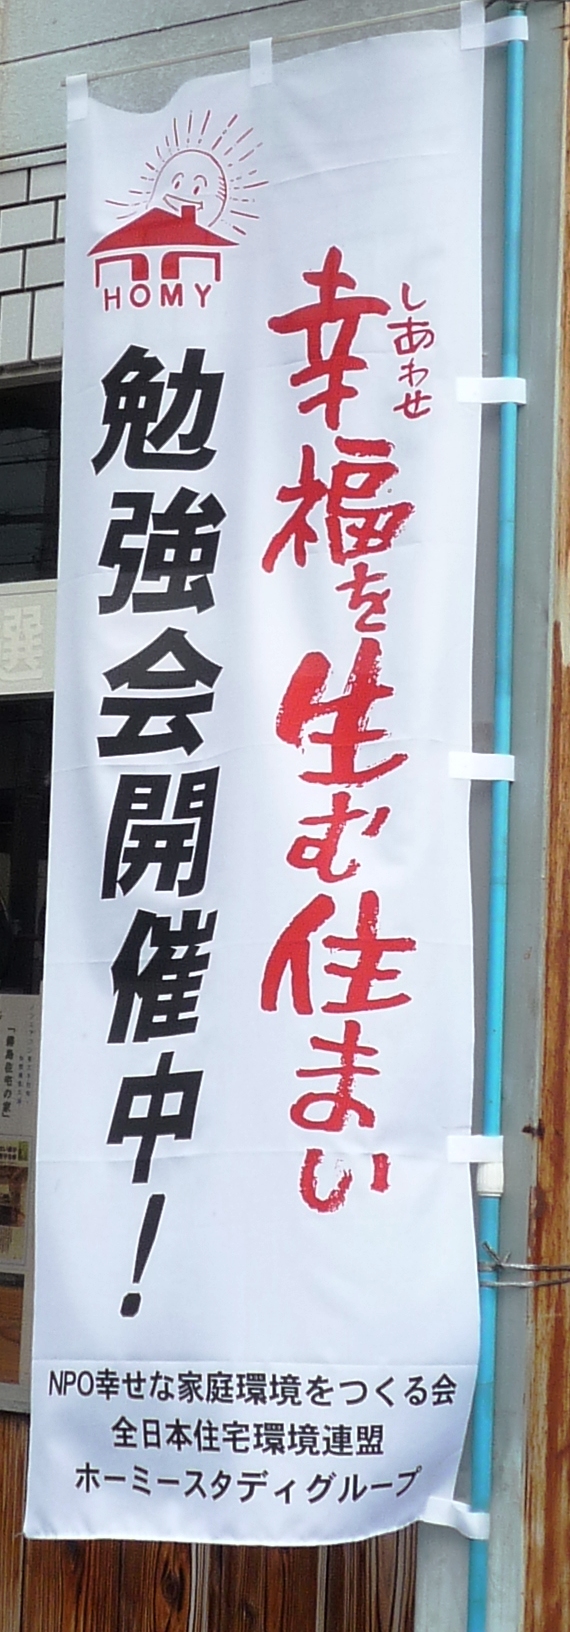 HOMY
しあわせ
幸福を生む住まい
勉強会開催中!
NPO幸せな家庭環境をつくる会
全日本住宅環境連盟
ホーミースタディグループ
選